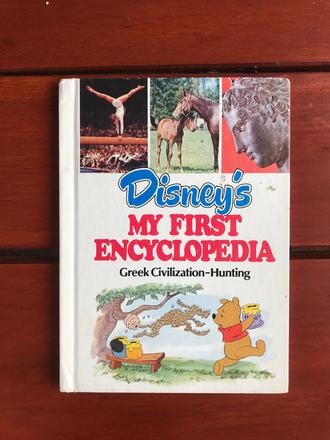 Disney's
MY FIRST
ENCYCLOPEDIA
Greek Civilization-Hunting